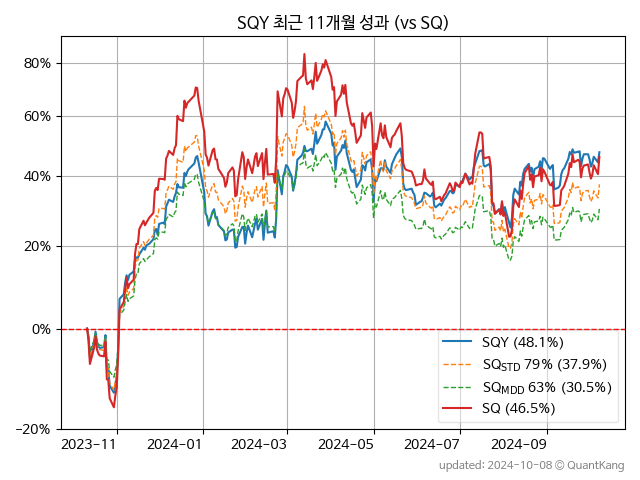 SQY 최근 11개월 성과 (vs SQ)
80%
60%
40%
20%
0%
−20%
2023-11
2024-01
2024-03
2024-05
2024-07
2024-09
SQY (48.1%)
SQSTD 79% (37.9%)
SQMDD 63% (30.5%)
SQ (46.5%)
updated: 2024-10-08 © QuantKang